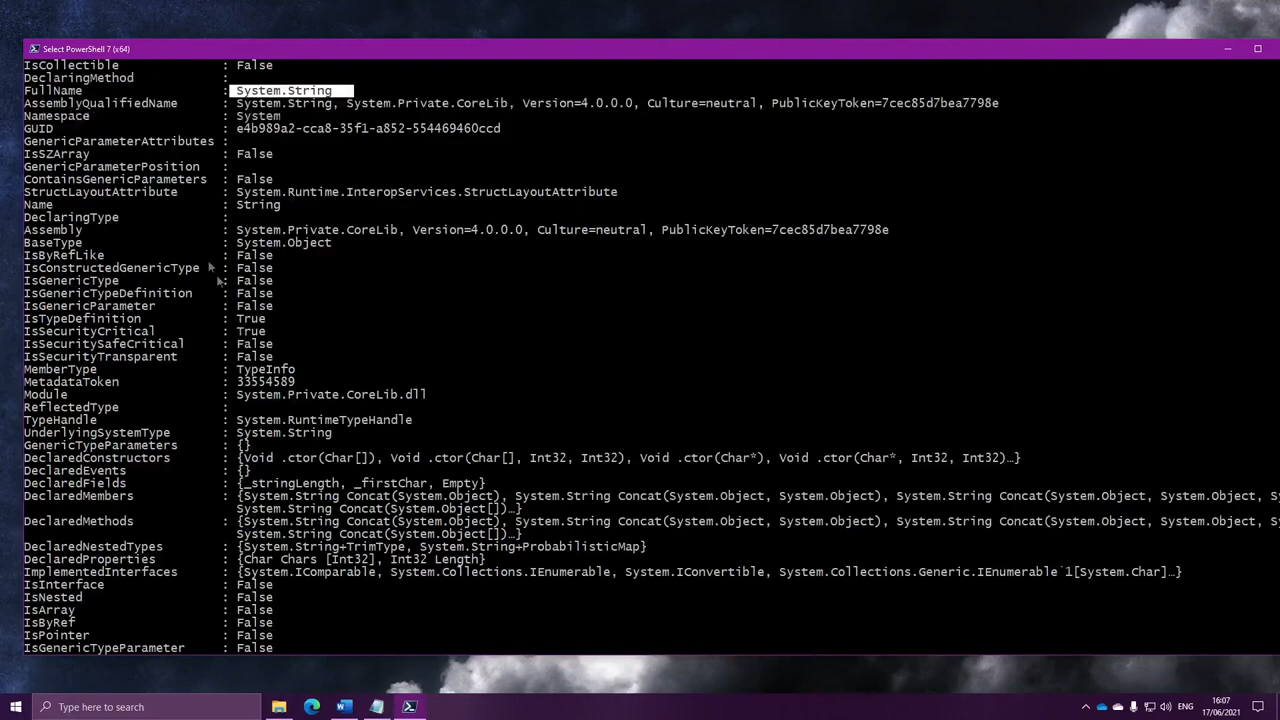 Select PowerShell 7 (x64)
IsCollectible : False
DeclaringMethod :
FullName : System.String
AssemblyQualifiedName : System.String, System.Private.CoreLib, Version=4.0.0.0, Culture=neutral, PublicKeyToken=7cec85d7bea7798e
Namespace : System
GUID : e4b989a2-cca8-35f1-a852-554469460ccd
GenericParameterAttributes :
IsSZArray : False
GenericParameterPosition :
ContainsGenericParameters : False
StructLayoutAttribute : System.Runtime.InteropServices.StructLayoutAttribute
Name : String
DeclaringType :
Assembly : System.Private.CoreLib, Version=4.0.0.0, Culture=neutral, PublicKeyToken=7cec85d7bea7798e
BaseType : System.Object
IsByRefLike : False
IsConstructedGenericType : False
IsGenericType : False
IsGenericTypeDefinition : False
IsGenericParameter : False
IsTypeDefinition : True
IsSecurityCritical : True
IsSecuritySafeCritical : False
IsSecurityTransparent : False
MemberType : TypeInfo
MetadataToken : 33554589
Module : System.Private.CoreLib.dll
ReflectedType :
TypeHandle : System.RuntimeTypeHandle
UnderlyingSystemType : System.String
GenericTypeParameters : {}
DeclaredConstructors : {Void .ctor(Char[]), Void .ctor(Char[], Int32, Int32), Void .ctor(Char*), Void .ctor(Char*, Int32, Int32)…}
DeclaredEvents : {}
DeclaredFields : {_stringLength, _firstChar, Empty}
DeclaredMembers : {System.String Concat(System.Object), System.String Concat(System.Object, System.Object), System.String Concat(System.Object, System.Object, S
System.String Concat(System.Object[])…}
DeclaredMethods : {System.String Concat(System.Object), System.String Concat(System.Object, System.Object), System.String Concat(System.Object, System.Object, S
System.String Concat(System.Object[])…}
DeclaredNestedTypes : {System.String+TrimType, System.String+ProbabilisticMap}
DeclaredProperties : {Char Chars [Int32], Int32 Length}
ImplementedInterfaces : {System.IComparable, System.Collections.IEnumerable, System.IConvertible, System.Collections.Generic.IEnumerable`1[System.Char]…}
IsInterface : False
IsNested : False
IsArray : False
IsByRef : False
IsPointer : False
IsGenericTypeParameter : False
Type here to search
ENG
16:07
17/06/2021